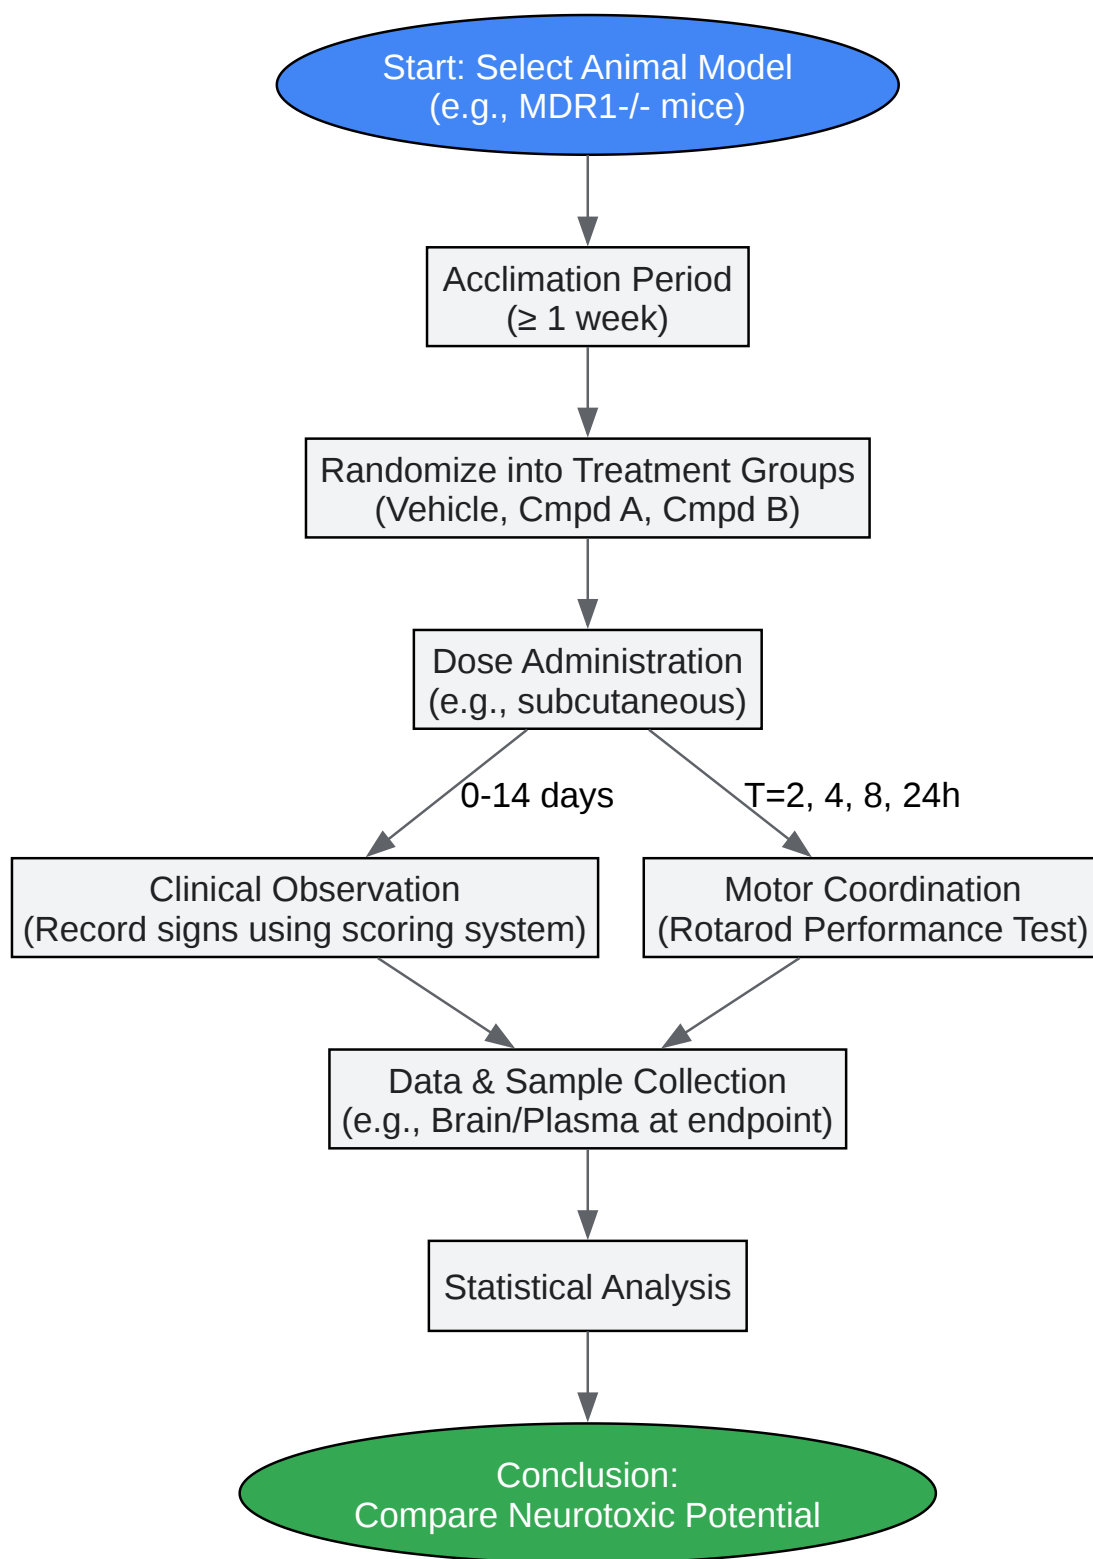 Start: Select Animal Model
(e.g., MDR1-/- mice)
Acclimation Period
(≥ 1 week)
Randomize into Treatment Groups
(Vehicle, Cmpd A, Cmpd B)
Dose Administration
(e.g., subcutaneous)
0-14 days
T=2, 4, 8, 24h
Clinical Observation
(Record signs using scoring system)
Motor Coordination
(Rotarod Performance Test)
Data & Sample Collection
(e.g., Brain/Plasma at endpoint)
Statistical Analysis
Conclusion:
Compare Neurotoxic Potential